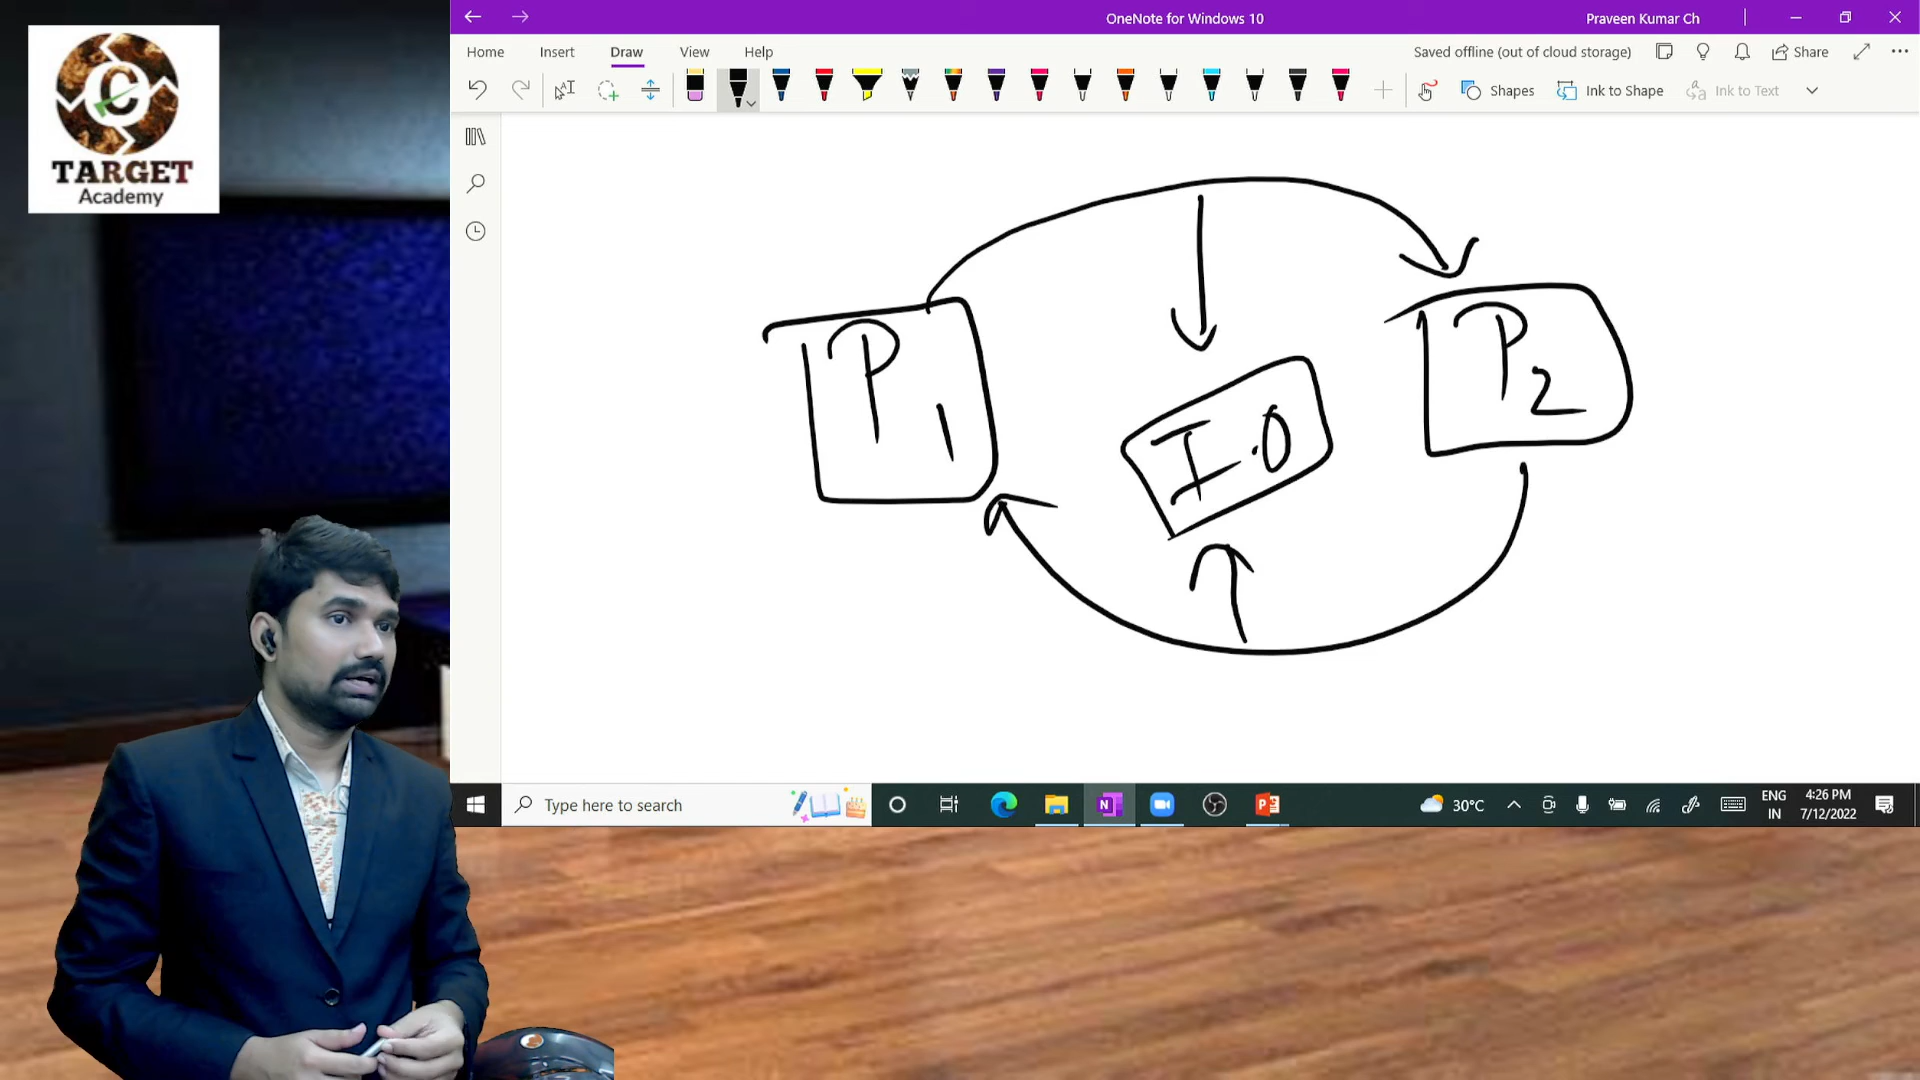 C
TARGET
Academy
OneNote for Windows 10
Praveen Kumar Ch
Home Insert Draw View Help
Saved offline (out of cloud storage)
Share
Shapes
Ink to Shape
Ink to Text
P1
P2
I.O
Type here to search
30°C
ENG
IN
4:26 PM
7/12/2022